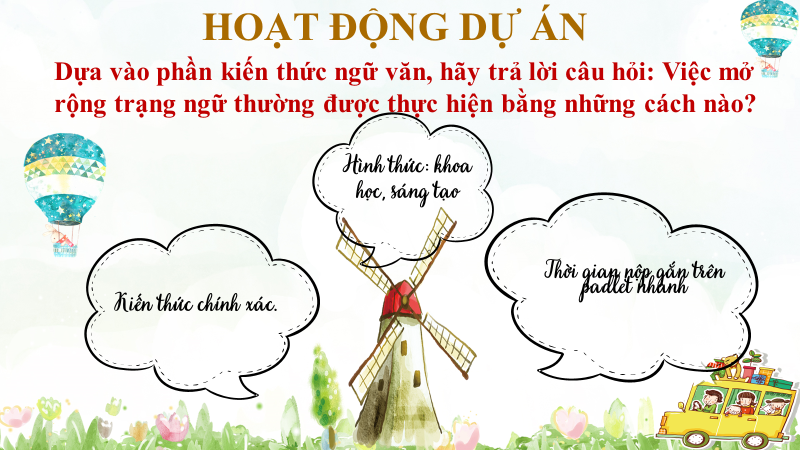 HOẠT ĐỘNG DỰ ÁN
Dựa vào phần kiến thức ngữ văn, hãy trả lời câu hỏi: Việc mở
rộng trạng ngữ thường được thực hiện bằng những cách nào?
Hình thức: khoa
học, sáng tạo
Kiến thức chính xác.
Thời gian nộp gắn trên
padlet nhanh